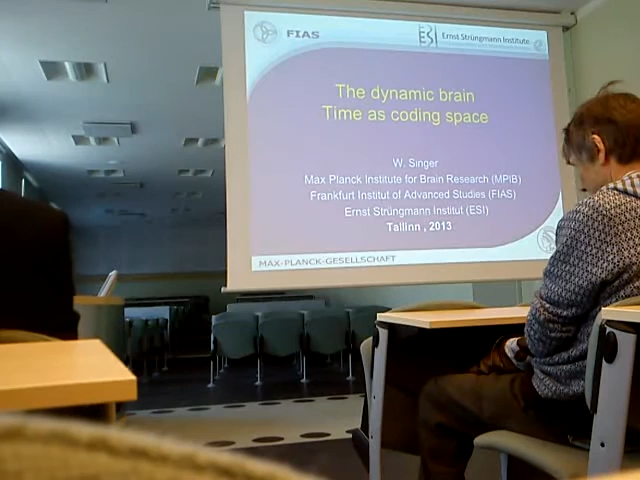 FIAS
ESI Ernst Strüngmann Institute
The dynamic brain
Time as coding space
W. Singer
Max Planck Institute for Brain Research (MPIB)
Frankfurt Institut of Advanced Studies (FIAS)
Ernst Strüngmann Institut (ESI)
Tallinn , 2013
MAX-PLANCK-GESELLSCHAFT